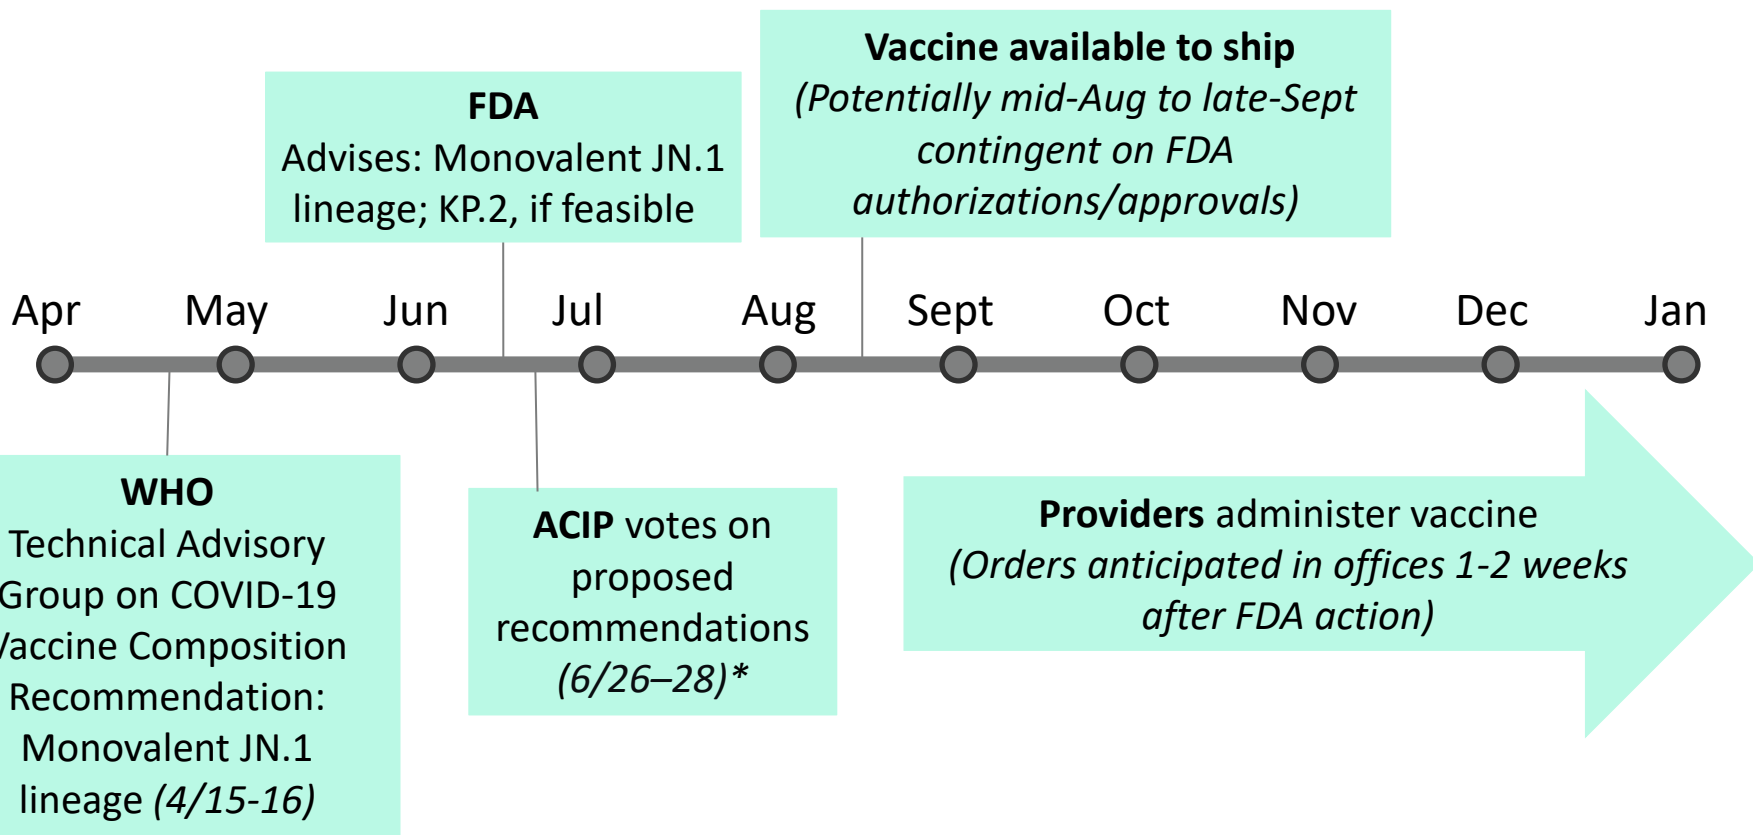 Vaccine available to ship
(Potentially mid-Aug to late-Sept
contingent on FDA
authorizations/approvals)
FDA
Advises: Monovalent JN.1
lineage; KP.2, if feasible
Apr May Jun Jul Aug Sept Oct Nov Dec Jan
WHO
Technical Advisory
Group on COVID-19
Vaccine Composition
Recommendation:
Monovalent JN.1
lineage (4/15-16)
ACIP votes on
proposed
recommendations
(6/26–28)*
Providers administer vaccine
(Orders anticipated in offices 1-2 weeks
after FDA action)